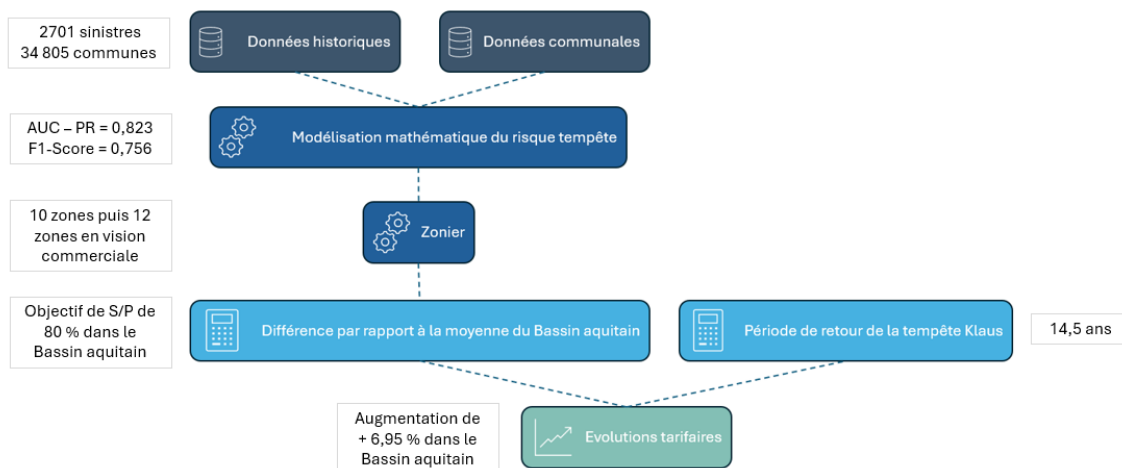 2701 sinistres
34 805 communes
Données historiques
Données communales
AUC – PR = 0,823
F1-Score = 0,756
Modélisation mathématique du risque tempête
10 zones puis 12
zones en vision
commerciale
Zonier
Objectif de S/P de
80 % dans le
Bassin aquitain
Différence par rapport à la moyenne du Bassin aquitain
Période de retour de la tempête Klaus
14,5 ans
Augmentation de
+ 6,95 % dans le
Bassin aquitain
Evolutions tarifaires